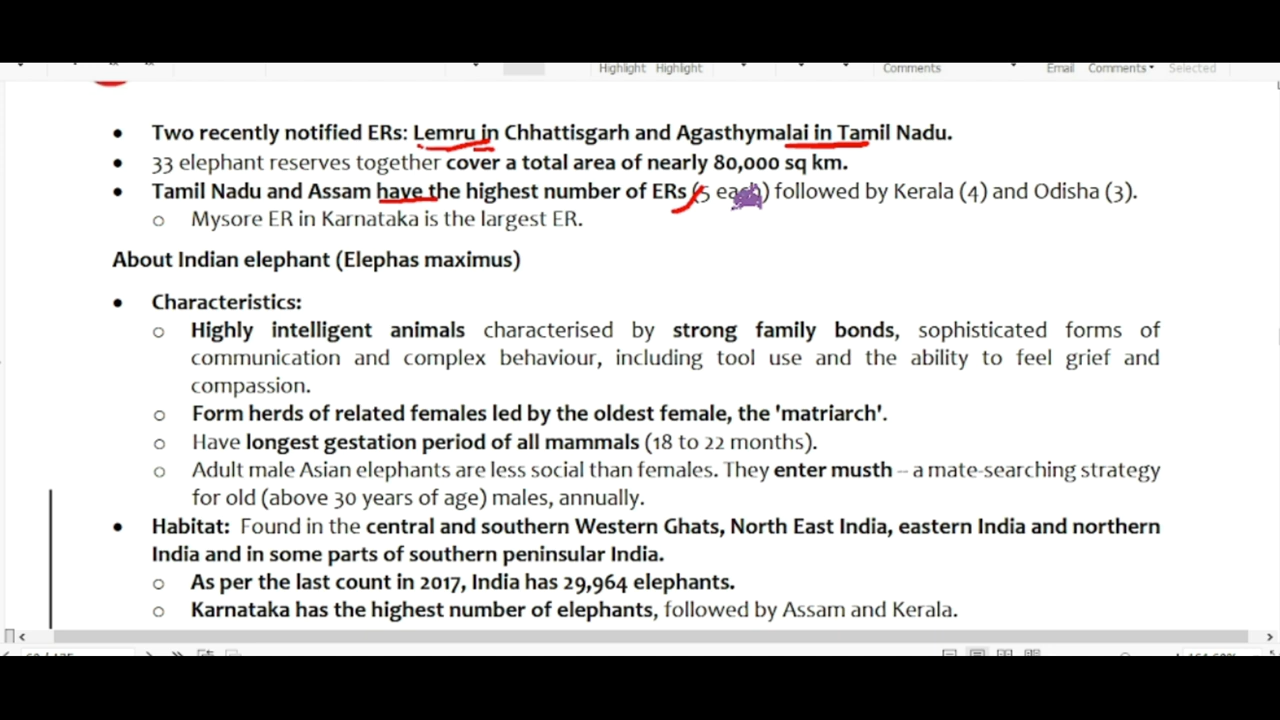 Highlight Highlight Comments Email Comments Selected
• Two recently notified ERs: Lemru in Chhattisgarh and Agasthymalai in Tamil Nadu.
• 33 elephant reserves together cover a total area of nearly 80,000 sq km.
• Tamil Nadu and Assam have the highest number of ERs (5 each) followed by Kerala (4) and Odisha (3).
o Mysore ER in Karnataka is the largest ER.
About Indian elephant (Elephas maximus)
• Characteristics:
o Highly intelligent animals characterised by strong family bonds, sophisticated forms of
communication and complex behaviour, including tool use and the ability to feel grief and
compassion.
o Form herds of related females led by the oldest female, the 'matriarch'.
o Have longest gestation period of all mammals (18 to 22 months).
o Adult male Asian elephants are less social than females. They enter musth – a mate-searching strategy
for old (above 30 years of age) males, annually.
• Habitat: Found in the central and southern Western Ghats, North East India, eastern India and northern
India and in some parts of southern peninsular India.
o As per the last count in 2017, India has 29,964 elephants.
o Karnataka has the highest number of elephants, followed by Assam and Kerala.